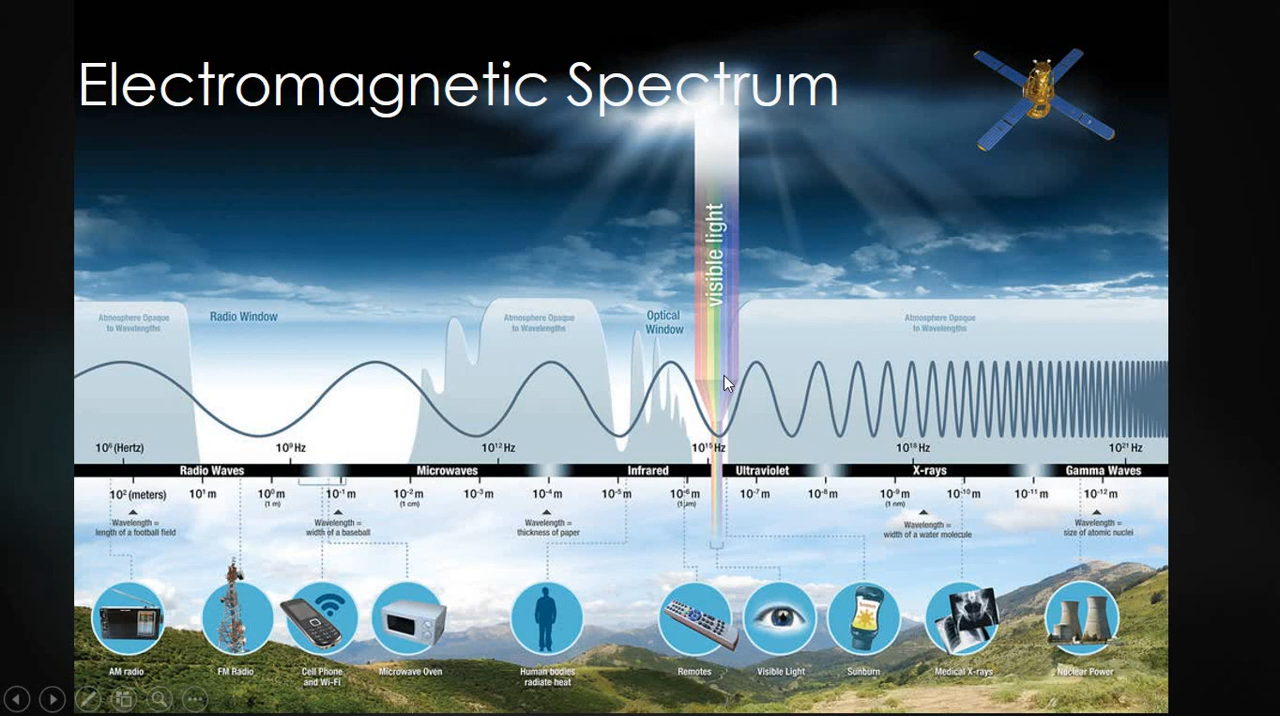 Electromagnetic Spectrum
visible light
Atmosphere Opaque
to Wavelengths
Radio Window
Atmosphere Opaque
to Wavelengths
Optical
Window
Atmosphere Opaque
to Wavelengths
10⁶ (Hertz) 10⁹ Hz 10¹² Hz 10¹⁵ Hz 10¹⁸ Hz 10²¹ Hz
Radio Waves Microwaves Infrared Ultraviolet X-rays Gamma Waves
10² (meters) 10¹ m 10⁰ m 10⁻¹ m 10⁻² m 10⁻³ m 10⁻⁴ m 10⁻⁵ m 10⁻⁶ m 10⁻⁷ m 10⁻⁸ m 10⁻⁹ m 10⁻¹⁰ m 10⁻¹¹ m 10⁻¹² m
(1 m) (1 cm) (1µm) (1 nm)
Wavelength =
length of a football field
Wavelength =
width of a baseball
Wavelength =
thickness of paper
Wavelength =
width of a water molecule
Wavelength =
size of atomic nuclei
AM radio
FM Radio
Cell Phone
and Wi-Fi
Microwave Oven
Human bodies
radiate heat
Remotes
Visible Light
Sunburn
Medical X-rays
Nuclear Power